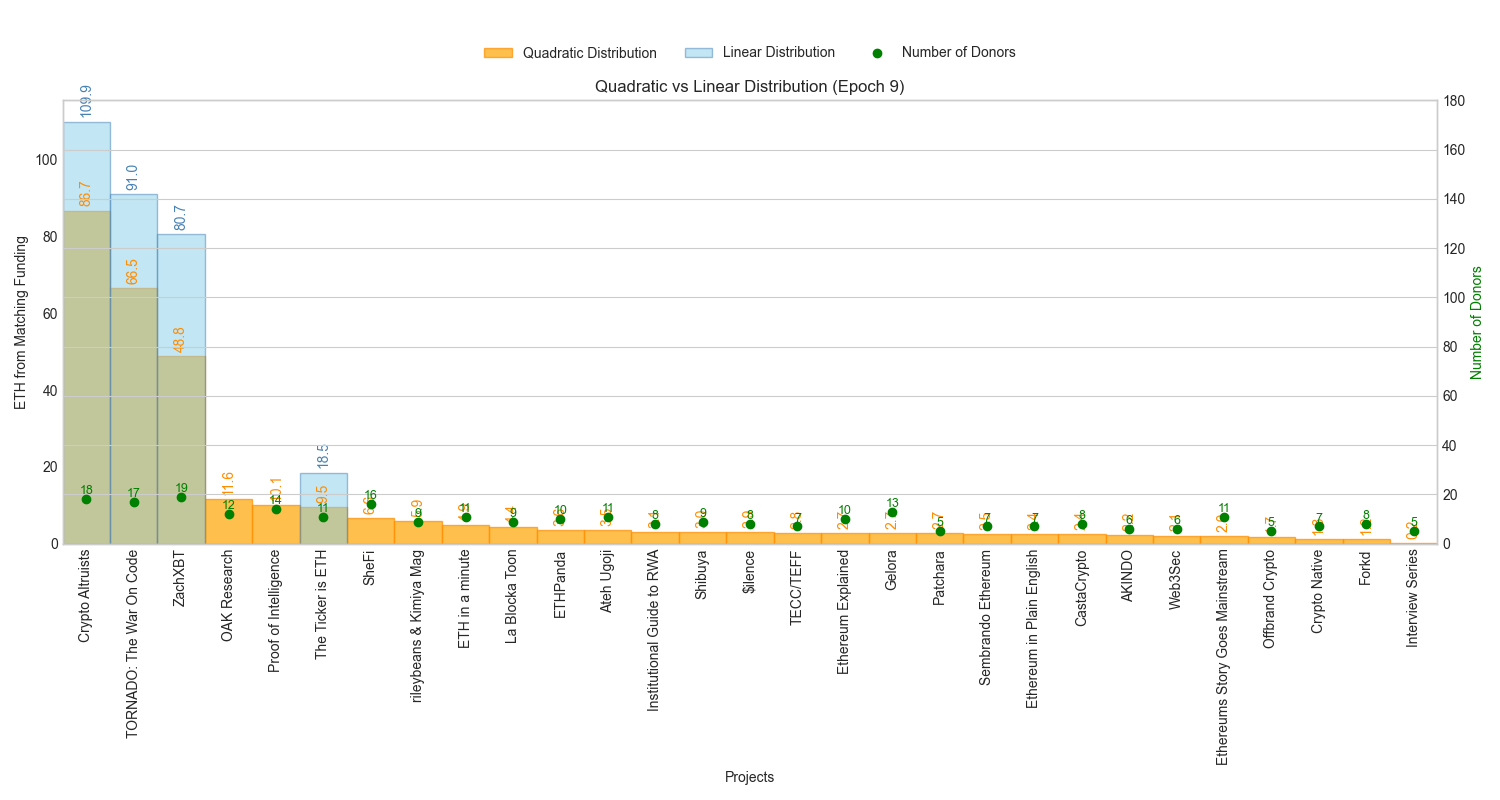 Quadratic Distribution
Linear Distribution
Number of Donors
Quadratic vs Linear Distribution (Epoch 9)
ETH from Matching Funding
100
80
60
40
20
0
180
160
140
120
100
80
60
40
20
0
Number of Donors
109.9
91.0
80.7
18.5
86.7
66.5
48.8
11.6
18
17
19
12
14
11
16
9
11
9
10
11
8
9
8
7
10
13
5
7
7
8
6
6
11
5
7
8
5
Crypto Altruists
TORNADO: The War On Code
ZachXBT
OAK Research
Proof of Intelligence
The Ticker is ETH
SheFi
rileybeans & Kimiya Mag
ETH in a minute
La Blocka Toon
ETHPanda
Ateh Ugoji
Institutional Guide to RWA
Shibuya
$ilence
TECC/TEFF
Ethereum Explained
Gelora
Patchara
Sembrando Ethereum
Ethereum in Plain English
CastaCrypto
AKINDO
Web3Sec
Ethereums Story Goes Mainstream
Offbrand Crypto
Crypto Native
Forkd
Interview Series
Projects